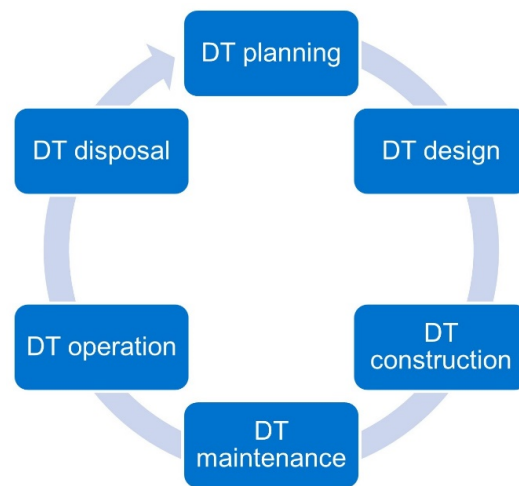 DT planning
DT design
DT
construction
DT
maintenance
DT operation
DT disposal